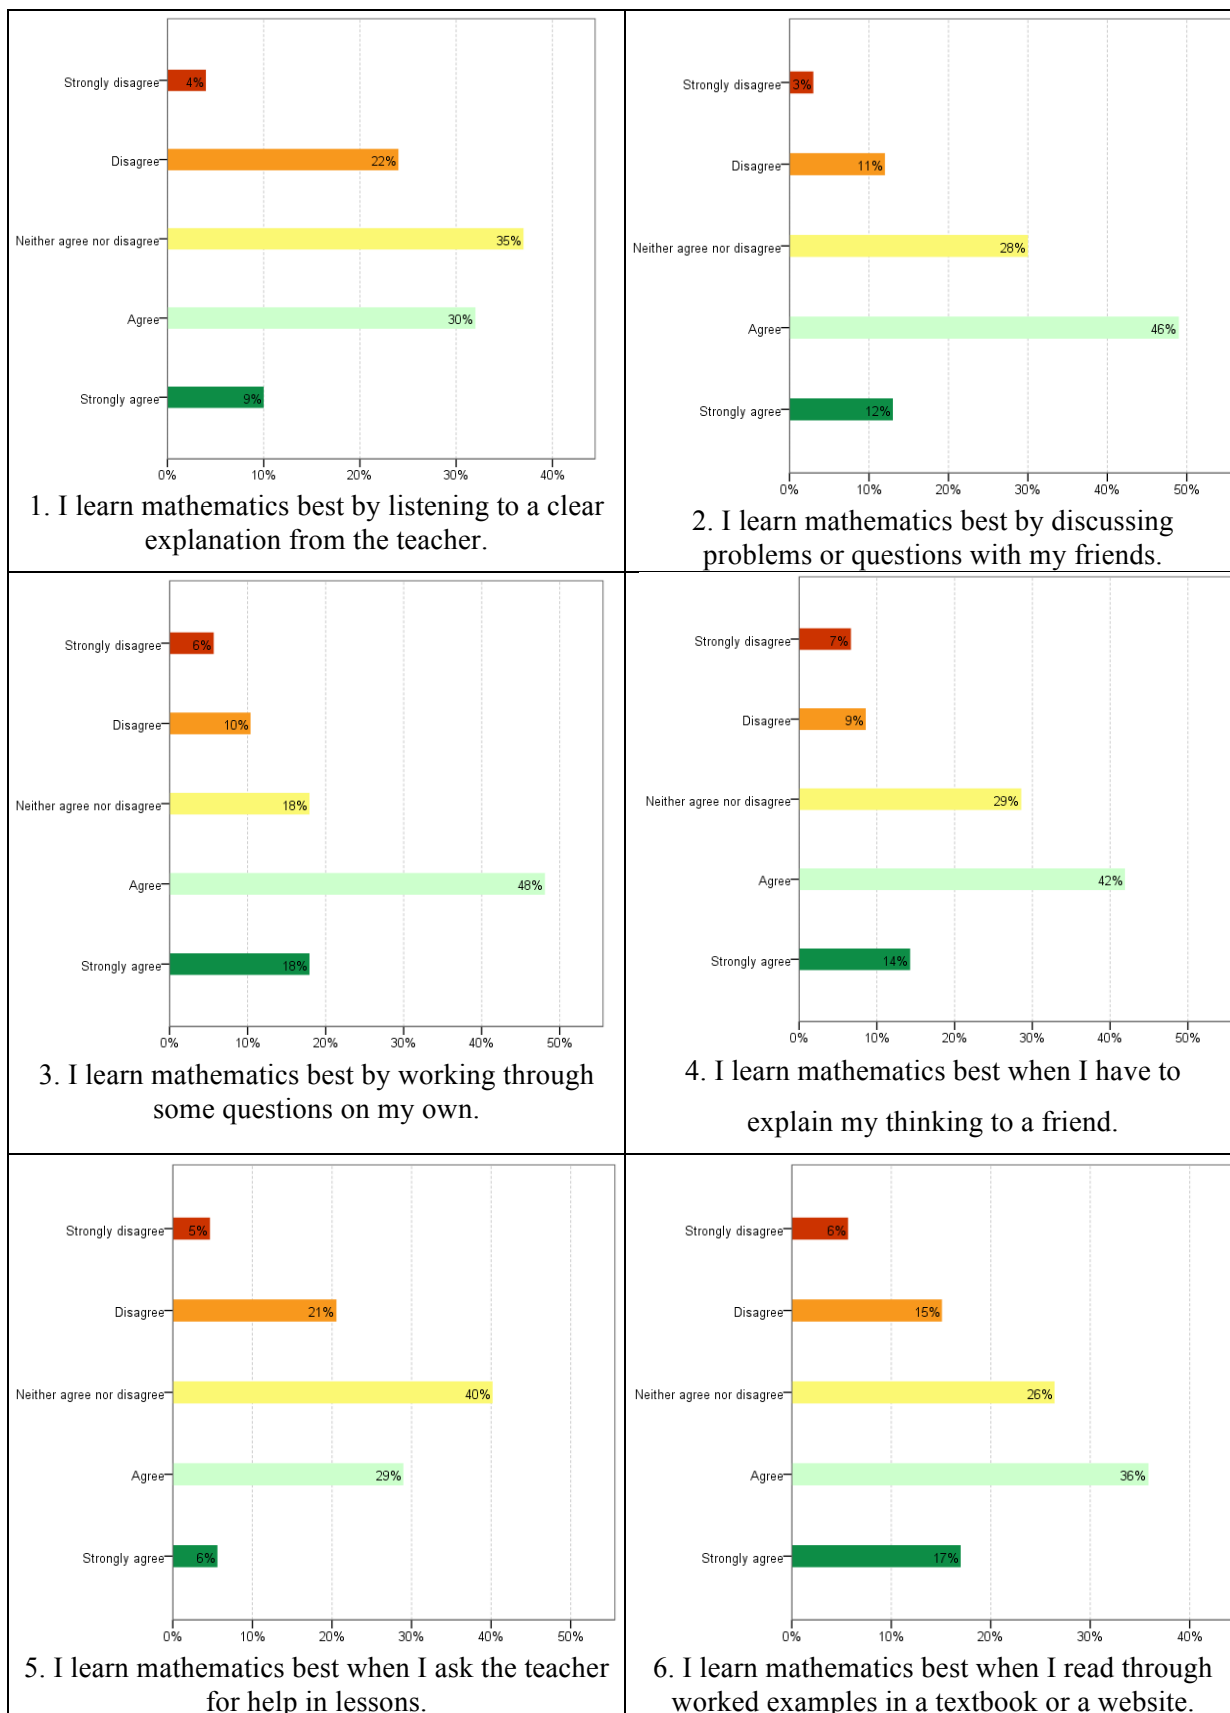 Strongly disagree 4%
Disagree 22%
Neither agree nor disagree 35%
Agree 30%
Strongly agree 9%
0% 10% 20% 30% 40%
1. I learn mathematics best by listening to a clear
explanation from the teacher.
Strongly disagree 3%
Disagree 11%
Neither agree nor disagree 28%
Agree 46%
Strongly agree 12%
0% 10% 20% 30% 40% 50%
2. I learn mathematics best by discussing
problems or questions with my friends.
Strongly disagree 6%
Disagree 10%
Neither agree nor disagree 18%
Agree 48%
Strongly agree 18%
0% 10% 20% 30% 40% 50%
3. I learn mathematics best by working through
some questions on my own.
Strongly disagree 7%
Disagree 9%
Neither agree nor disagree 29%
Agree 42%
Strongly agree 14%
0% 10% 20% 30% 40% 50%
4. I learn mathematics best when I have to
explain my thinking to a friend.
Strongly disagree 5%
Disagree 21%
Neither agree nor disagree 40%
Agree 29%
Strongly agree 6%
0% 10% 20% 30% 40% 50%
5. I learn mathematics best when I ask the teacher
for help in lessons.
Strongly disagree 6%
Disagree 15%
Neither agree nor disagree 26%
Agree 36%
Strongly agree 17%
0% 10% 20% 30% 40%
6. I learn mathematics best when I read through
worked examples in a textbook or a website.